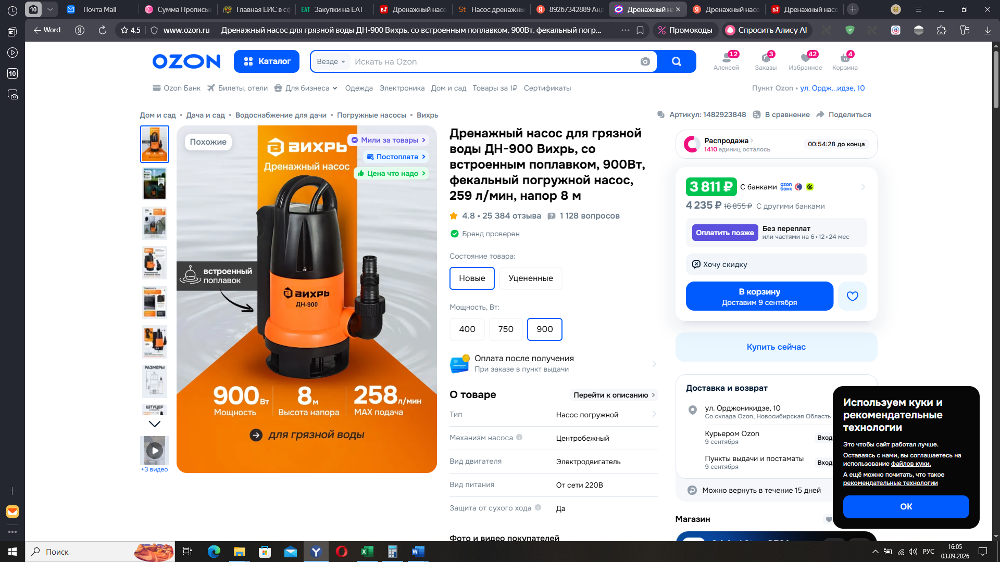 10
Почта Mail
Сумма Прописью
Главная ЕИС в сф
ЕАТ Закупки на ЕАТ -
Дренажный насо
Насос дренажны
89267342889 Анд
Дренажный на
Дренажный насо
Дренажный насо
Word
4,5
www.ozon.ru
Дренажный насос для грязной воды ДН-900 Вихрь, со встроенным поплавком, 900Вт, фекальный погр...
Промокоды
Спросить Алису AI
10
OZON
Каталог
Везде
Искать на Ozon
12
Алексей
3
Заказы
42
Избранное
4
Корзина
Ozon Банк
Билеты, отели
Для бизнеса
Одежда
Электроника
Дом и сад
Товары за 1₽
Сертификаты
Пункт Ozon • ул. Ордж...идзе, 10
Дом и сад • Дача и сад • Водоснабжение для дачи • Погружные насосы • Вихрь
Артикул: 1482923848
В сравнение
Поделиться
Похожие
ВИХРЬ
Дренажный насос
Мили за товары
Постоплата
Цена что надо
встроенный
поплавок
ВИХРЬ
ДН-900
900 Вт
Мощность
8 м
Высота напора
258 л/мин
MAX подача
для грязной воды
РАЗМЕРЫ
ШТУЦЕР
+3 видео
Дренажный насос для грязной
воды ДН-900 Вихрь, со
встроенным поплавком, 900Вт,
фекальный погружной насос,
259 л/мин, напор 8 м
4.8 • 25 384 отзыва
1 128 вопросов
Бренд проверен
Состояние товара:
Новые
Уцененные
Мощность, Вт:
400
750
900
Оплата после получения
При заказе в пункт выдачи
О товаре
Перейти к описанию
Тип
Насос погружной
Механизм насоса
Центробежный
Вид двигателя
Электродвигатель
Вид питания
От сети 220В
Защита от сухого хода
Да
Фото и видео покупателей
Распродажа
1410 единиц осталось
00:54:28 до конца
3 811 ₽
С банками
ozon банк
4 235 ₽ 16 855 ₽ С другими банками
Оплатить позже
Без переплат
или частями на 6 • 12 • 24 мес
Хочу скидку
В корзину
Доставим 9 сентября
Купить сейчас
Доставка и возврат
ул. Орджоникидзе, 10
Со склада Ozon, Новосибирская Область
Курьером Ozon
9 сентября
Вход
Пункты выдачи и постаматы
9 сентября
Вход
Можно вернуть в течение 15 дней
Магазин
Используем куки и
рекомендательные
технологии
Это чтобы сайт работал лучше.
Оставаясь с нами, вы соглашаетесь на
использование файлов куки.
А ещё можно почитать, что такое
рекомендательные технологии
ОК
Поиск
РУС
16:05
03.09.2026